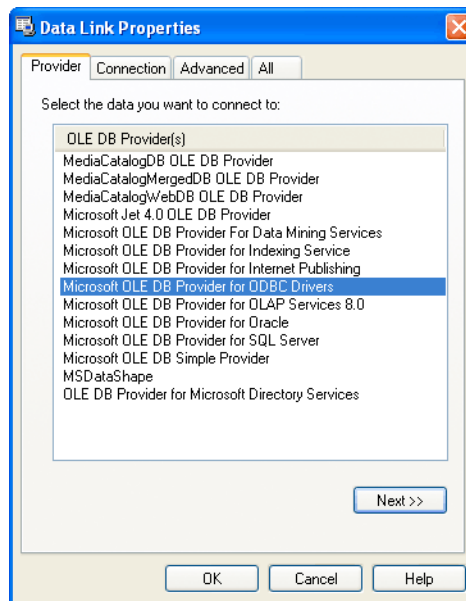 Data Link Properties
Provider Connection Advanced All
Select the data you want to connect to:
OLE DB Provider(s)
MediaCatalogDB OLE DB Provider
MediaCatalogMergedDB OLE DB Provider
MediaCatalogWebDB OLE DB Provider
Microsoft Jet 4.0 OLE DB Provider
Microsoft OLE DB Provider For Data Mining Services
Microsoft OLE DB Provider for Indexing Service
Microsoft OLE DB Provider for Internet Publishing
Microsoft OLE DB Provider for ODBC Drivers
Microsoft OLE DB Provider for OLAP Services 8.0
Microsoft OLE DB Provider for Oracle
Microsoft OLE DB Provider for SQL Server
Microsoft OLE DB Simple Provider
MSDataShape
OLE DB Provider for Microsoft Directory Services
Next >>
OK Cancel Help